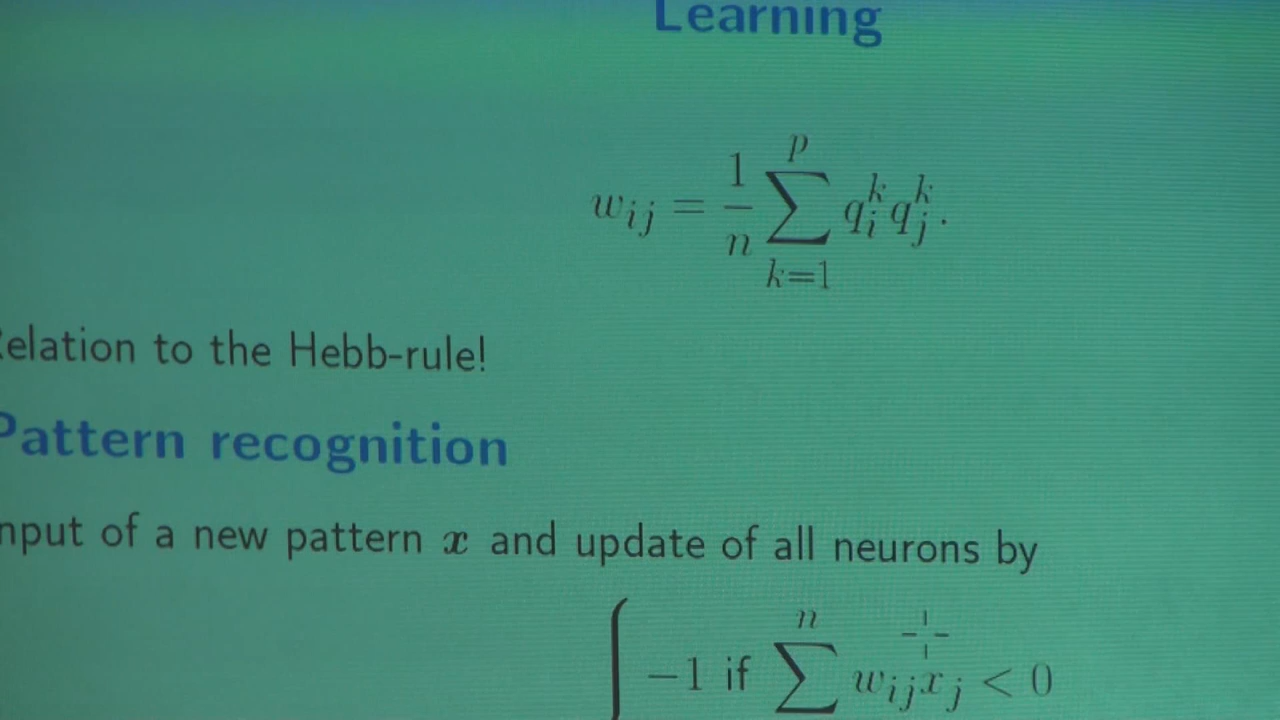 Learning
w_{ij} = \frac{1}{n} \sum_{k=1}^{p} q_i^k q_j^k.
elation to the Hebb-rule!
Pattern recognition
nput of a new pattern x and update of all neurons by
-1 if \sum^{n} w_{ij} x_j < 0